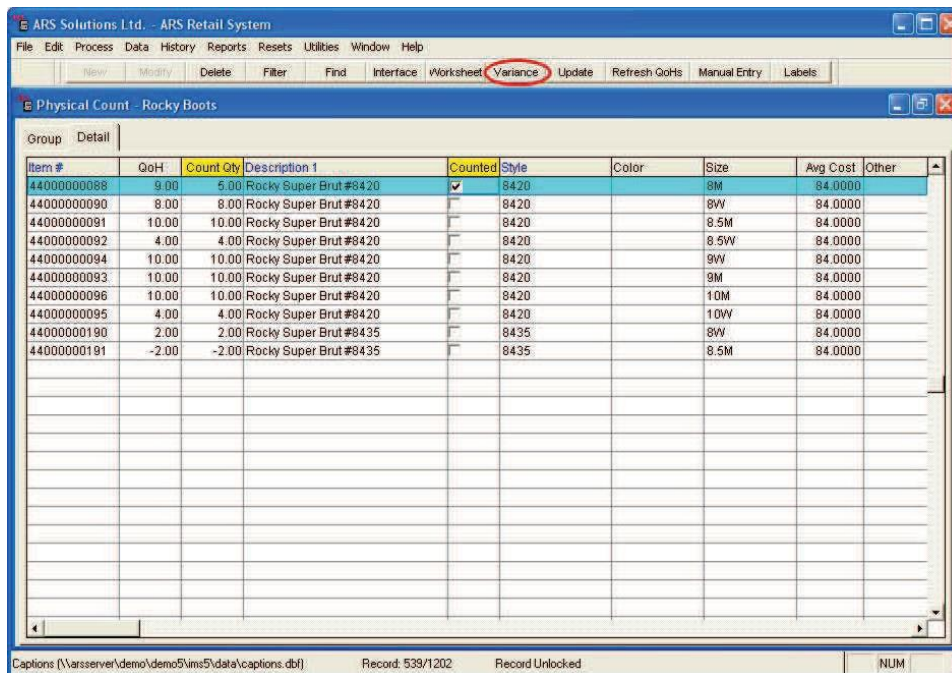 ARS Solutions Ltd. - ARS Retail System
File Edit Process Data History Reports Resets Utilities Window Help
New Modify Delete Filter Find Interface Worksheet Variance Update Refresh QoHs Manual Entry Labels
Physical Count - Rocky Boots
Group Detail
Item # QoH Count Qty Description 1 Counted Style Color Size Avg Cost Other
44000000088 9.00 5.00 Rocky Super Brut #8420 8420 8M 84.0000
44000000090 8.00 8.00 Rocky Super Brut #8420 8420 8W 84.0000
44000000091 10.00 10.00 Rocky Super Brut #8420 8420 8.5M 84.0000
44000000092 4.00 4.00 Rocky Super Brut #8420 8420 8.5W 84.0000
44000000094 10.00 10.00 Rocky Super Brut #8420 8420 9W 84.0000
44000000093 10.00 10.00 Rocky Super Brut #8420 8420 9M 84.0000
44000000096 10.00 10.00 Rocky Super Brut #8420 8420 10M 84.0000
44000000095 4.00 4.00 Rocky Super Brut #8420 8420 10W 84.0000
44000000190 2.00 2.00 Rocky Super Brut #8435 8435 8W 84.0000
44000000191 -2.00 -2.00 Rocky Super Brut #8435 8435 8.5M 84.0000
Captions (\\arsserver\demo\demo5\ims5\data\captions.dbf) Record: 539/1202 Record Unlocked NUM